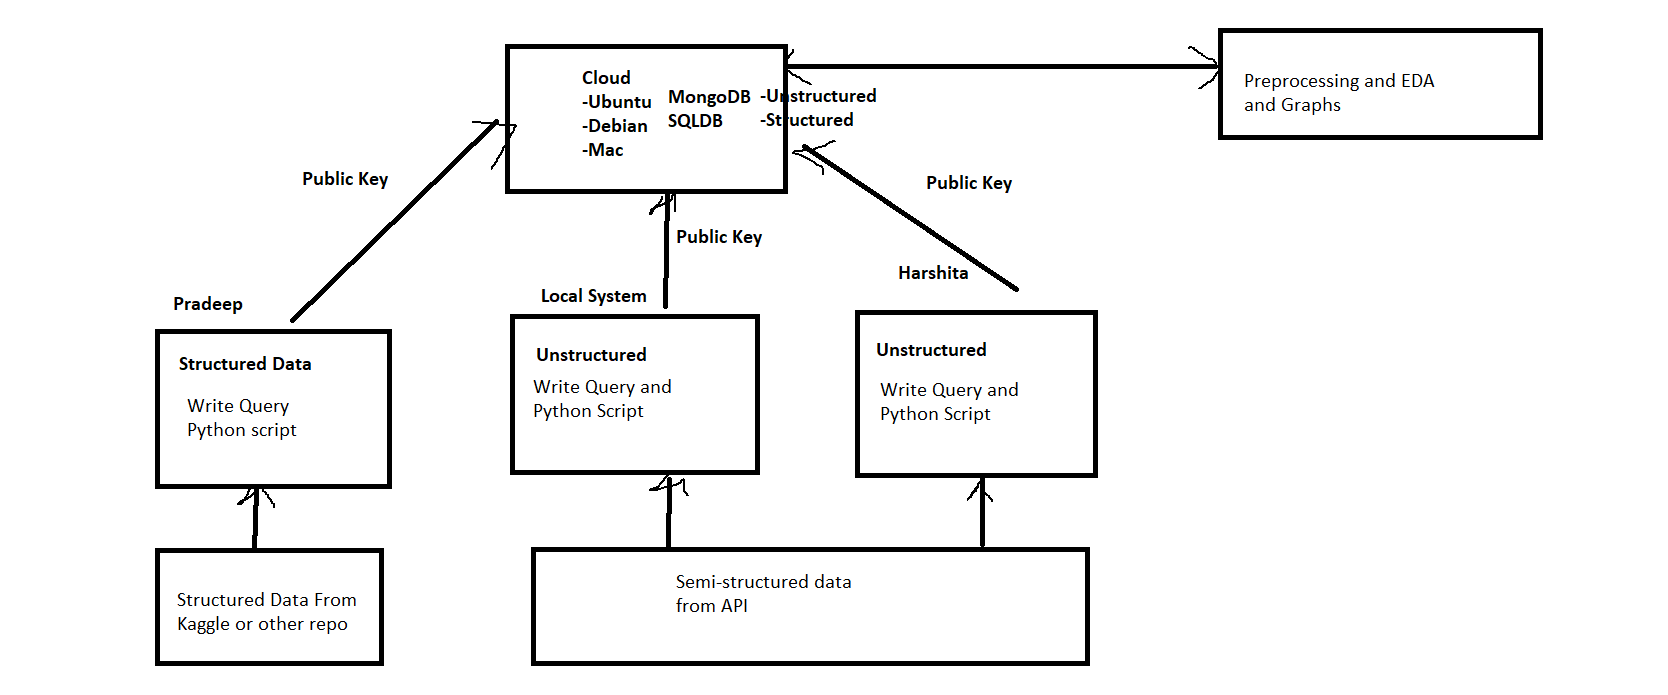 Cloud
-Ubuntu
-Debian
-Mac
MongoDB -Unstructured
SQLDB -Structured
Preprocessing and EDA
and Graphs
Public Key
Public Key
Public Key
Pradeep
Local System
Harshita
Structured Data
Write Query
Python script
Unstructured
Write Query and
Python Script
Unstructured
Write Query and
Python Script
Structured Data From
Kaggle or other repo
Semi-structured data
from API